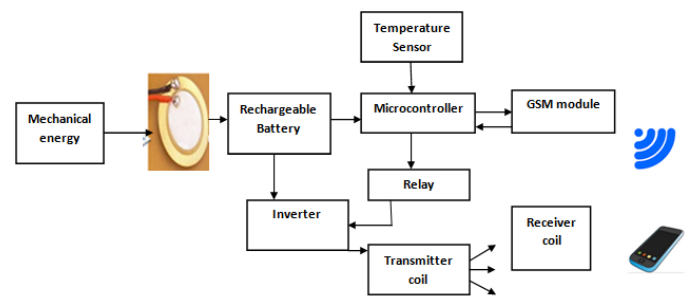 Temperature
Sensor
Mechanical
energy
Rechargeable
Battery
Microcontroller
GSM module
Relay
Inverter
Transmitter
coil
Receiver
coil